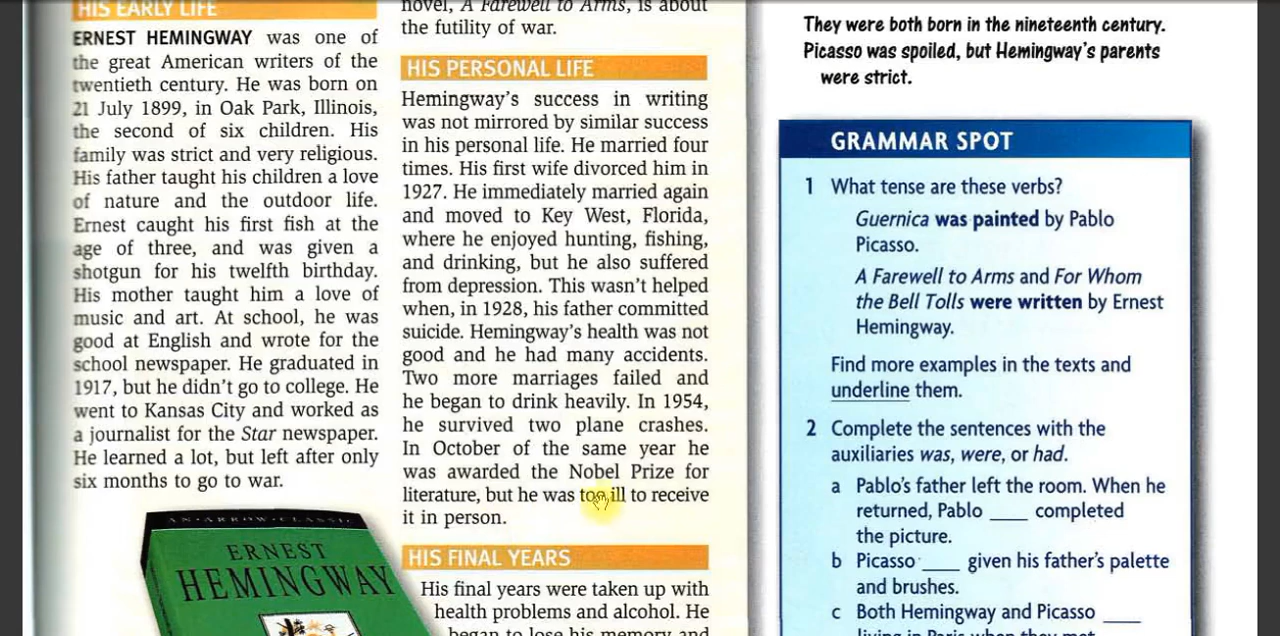 HIS EARLY LIFE
ERNEST HEMINGWAY was one of
the great American writers of the
twentieth century. He was born on
21 July 1899, in Oak Park, Illinois,
the second of six children. His
family was strict and very religious.
His father taught his children a love
of nature and the outdoor life.
Ernest caught his first fish at the
age of three, and was given a
shotgun for his twelfth birthday.
His mother taught him a love of
music and art. At school, he was
good at English and wrote for the
school newspaper. He graduated in
1917, but he didn't go to college. He
went to Kansas City and worked as
a journalist for the Star newspaper.
He learned a lot, but left after only
six months to go to war.
AN·ARROW·CLASSIC
ERNEST
HEMINGWAY
novel, A Farewell to Arms, is about
the futility of war.
HIS PERSONAL LIFE
Hemingway's success in writing
was not mirrored by similar success
in his personal life. He married four
times. His first wife divorced him in
1927. He immediately married again
and moved to Key West, Florida,
where he enjoyed hunting, fishing,
and drinking, but he also suffered
from depression. This wasn't helped
when, in 1928, his father committed
suicide. Hemingway's health was not
good and he had many accidents.
Two more marriages failed and
he began to drink heavily. In 1954,
he survived two plane crashes.
In October of the same year he
was awarded the Nobel Prize for
literature, but he was too ill to receive
it in person.
HIS FINAL YEARS
His final years were taken up with
health problems and alcohol. He
began to lose his memory and
They were both born in the nineteenth century.
Picasso was spoiled, but Hemingway's parents
were strict.
GRAMMAR SPOT
1 What tense are these verbs?
Guernica was painted by Pablo
Picasso.
A Farewell to Arms and For Whom
the Bell Tolls were written by Ernest
Hemingway.
Find more examples in the texts and
underline them.
2 Complete the sentences with the
auxiliaries was, were, or had.
a Pablo's father left the room. When he
returned, Pablo ____ completed
the picture.
b Picasso ____ given his father's palette
and brushes.
c Both Hemingway and Picasso ____
living in Paris when they met